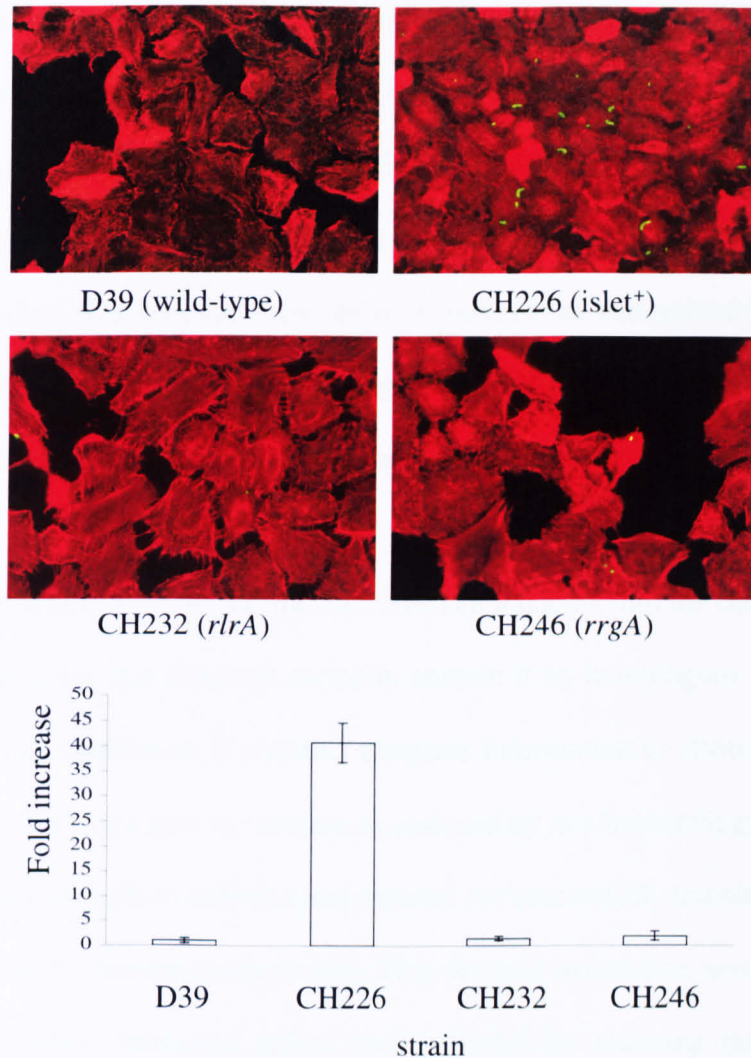 D39 (wild-type)
CH226 (islet⁺)
CH232 (rlrA)
CH246 (rrgA)
Fold increase
50
45
40
35
30
25
20
15
10
5
0
D39
CH226
CH232
CH246
strain